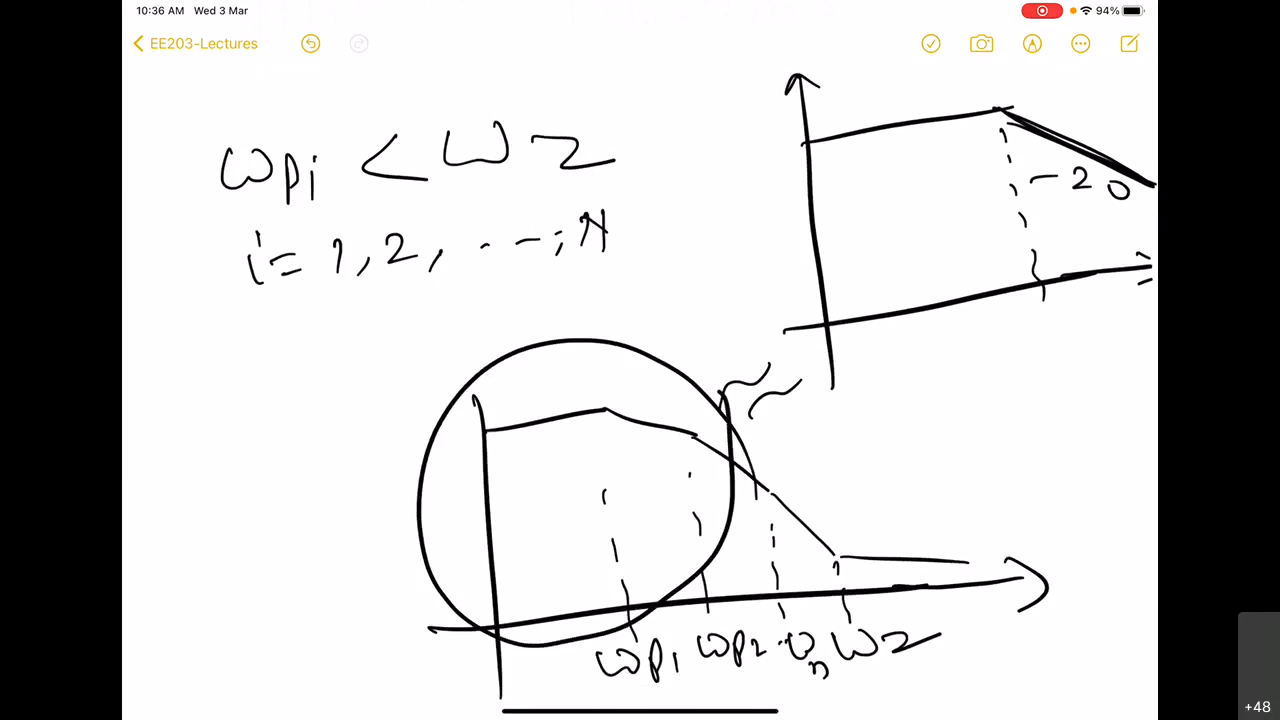 10:36 AM Wed 3 Mar
94%
EE203-Lectures
ωpi < ωz
i = 1, 2, ...., N
-20
ωp1 ωp2 .. ωn ωz
+48